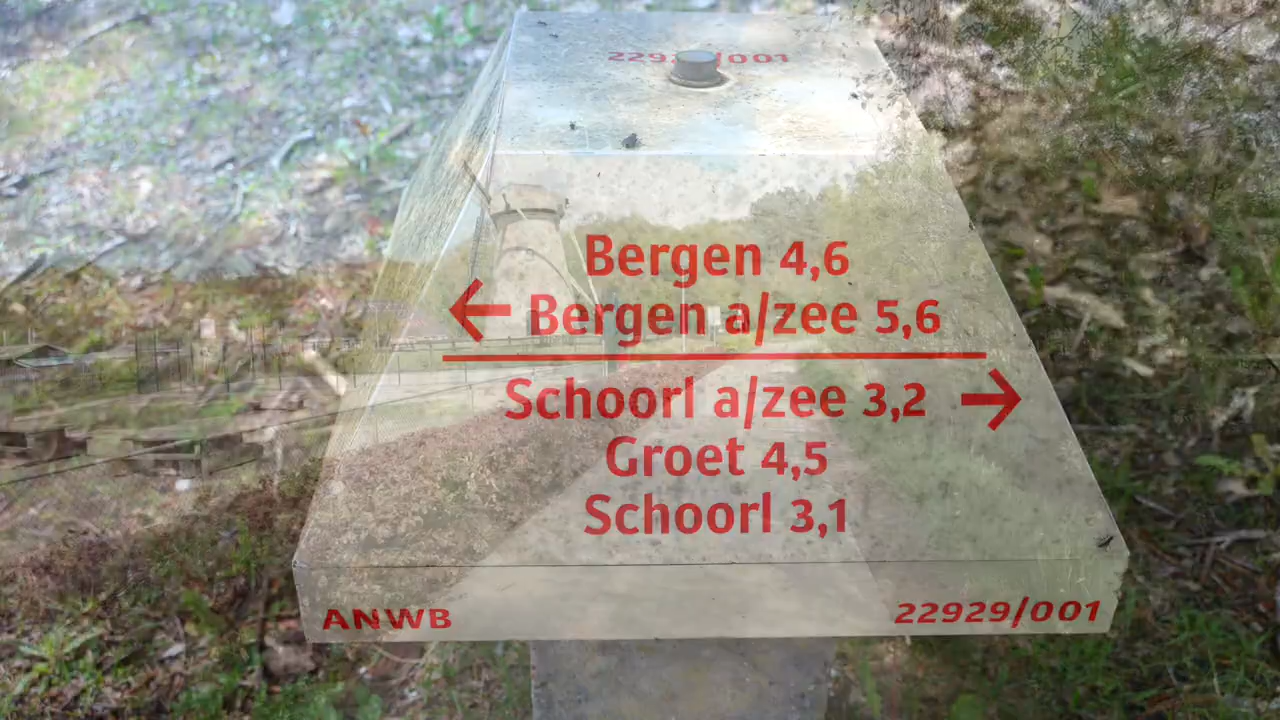 22929/001
Bergen 4,6
← Bergen a/zee 5,6
Schoorl a/zee 3,2 →
Groet 4,5
Schoorl 3,1
ANWB 22929/001